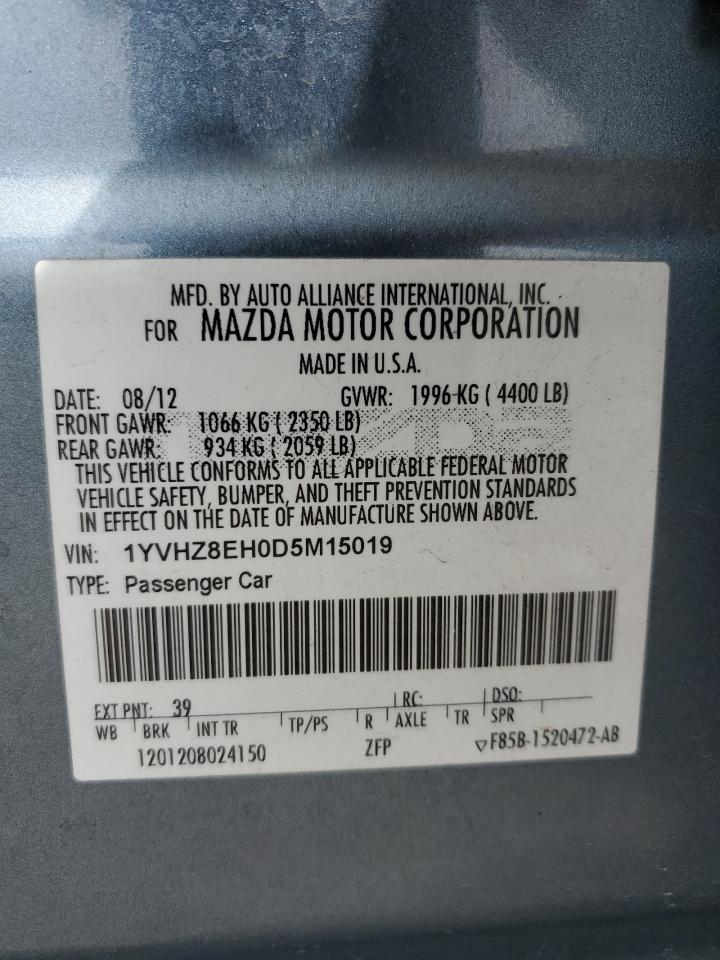 MFD. BY AUTO ALLIANCE INTERNATIONAL, INC.
FOR MAZDA MOTOR CORPORATION
MADE IN U.S.A.
DATE: 08/12 GVWR: 1996 KG ( 4400 LB)
FRONT GAWR: 1066 KG ( 2350 LB)
REAR GAWR: 934 KG ( 2059 LB)
THIS VEHICLE CONFORMS TO ALL APPLICABLE FEDERAL MOTOR
VEHICLE SAFETY, BUMPER, AND THEFT PREVENTION STANDARDS
IN EFFECT ON THE DATE OF MANUFACTURE SHOWN ABOVE.
VIN: 1YVHZ8EH0D5M15019
TYPE: Passenger Car
EXT PNT: 39 RC: DSO:
WB BRK INT TR TP/PS R AXLE TR SPR
1201208024150 ZFP F85B-1520472-AB